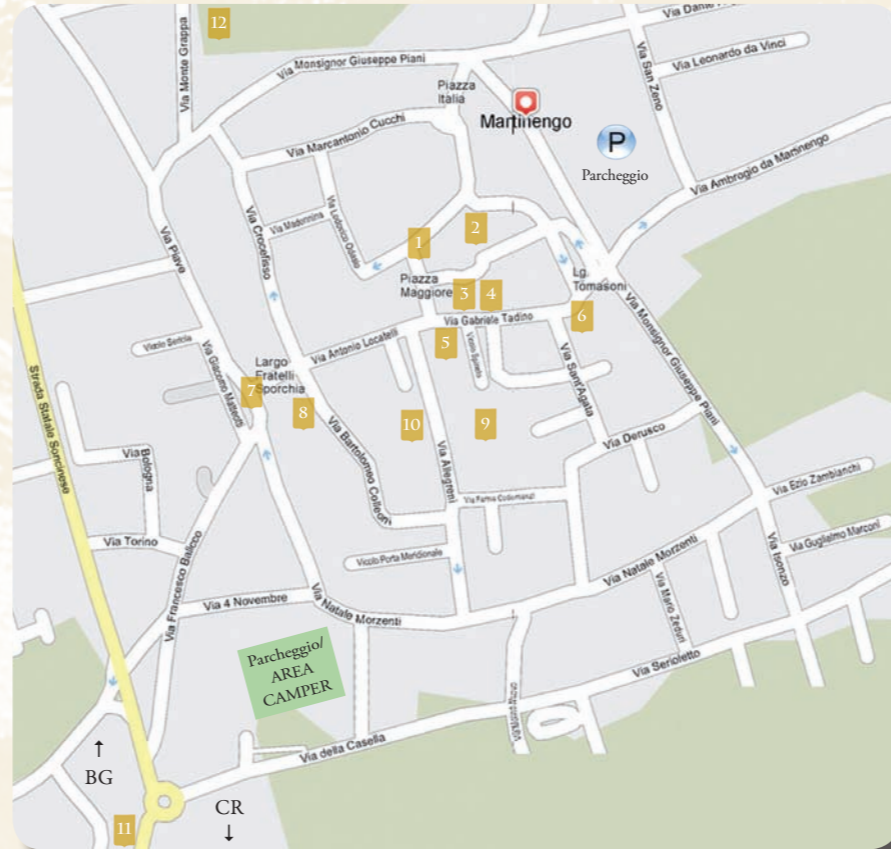 12
Via Dante
Via Monte Grappa
Via Monsignor Giuseppe Piani
Via San Zeno
Via Leonardo da Vinci
Piazza
Italia
Martinengo
P
Parcheggio
Via Marcantonio Cucchi
Via Ambrogio da Martinengo
Via Piave
Via Crocefisso
Via Madonnina
Via Lodovico Odasio
1
2
Piazza
Maggiore
3
4
Lg.
Tomasoni
6
Via Gabriele Tadino
5
Via Antonio Locatelli
Vicolo Spineto
Via Sant'Agata
Via Monsignor Giuseppe Piani
Strada Statale Soncinese
Via Giacomo Matteotti
Largo
Fratelli
Sporchia
7
8
10
9
Via Bartolomeo Colleoni
Via Allegreni
Via Derusco
Via Bologna
Via Ezio Zambianchi
Via Torino
Via Francesco Balicco
Vicolo Porta Meridionale
Via Guglielmo Marconi
Via Isonzo
Via 4 Novembre
Via Natale Morzenti
Via Natale Morzenti
Via Mario Zeduri
Parcheggio/
AREA
CAMPER
Via Serioletto
Via della Casella
↑
BG
CR
↓
11